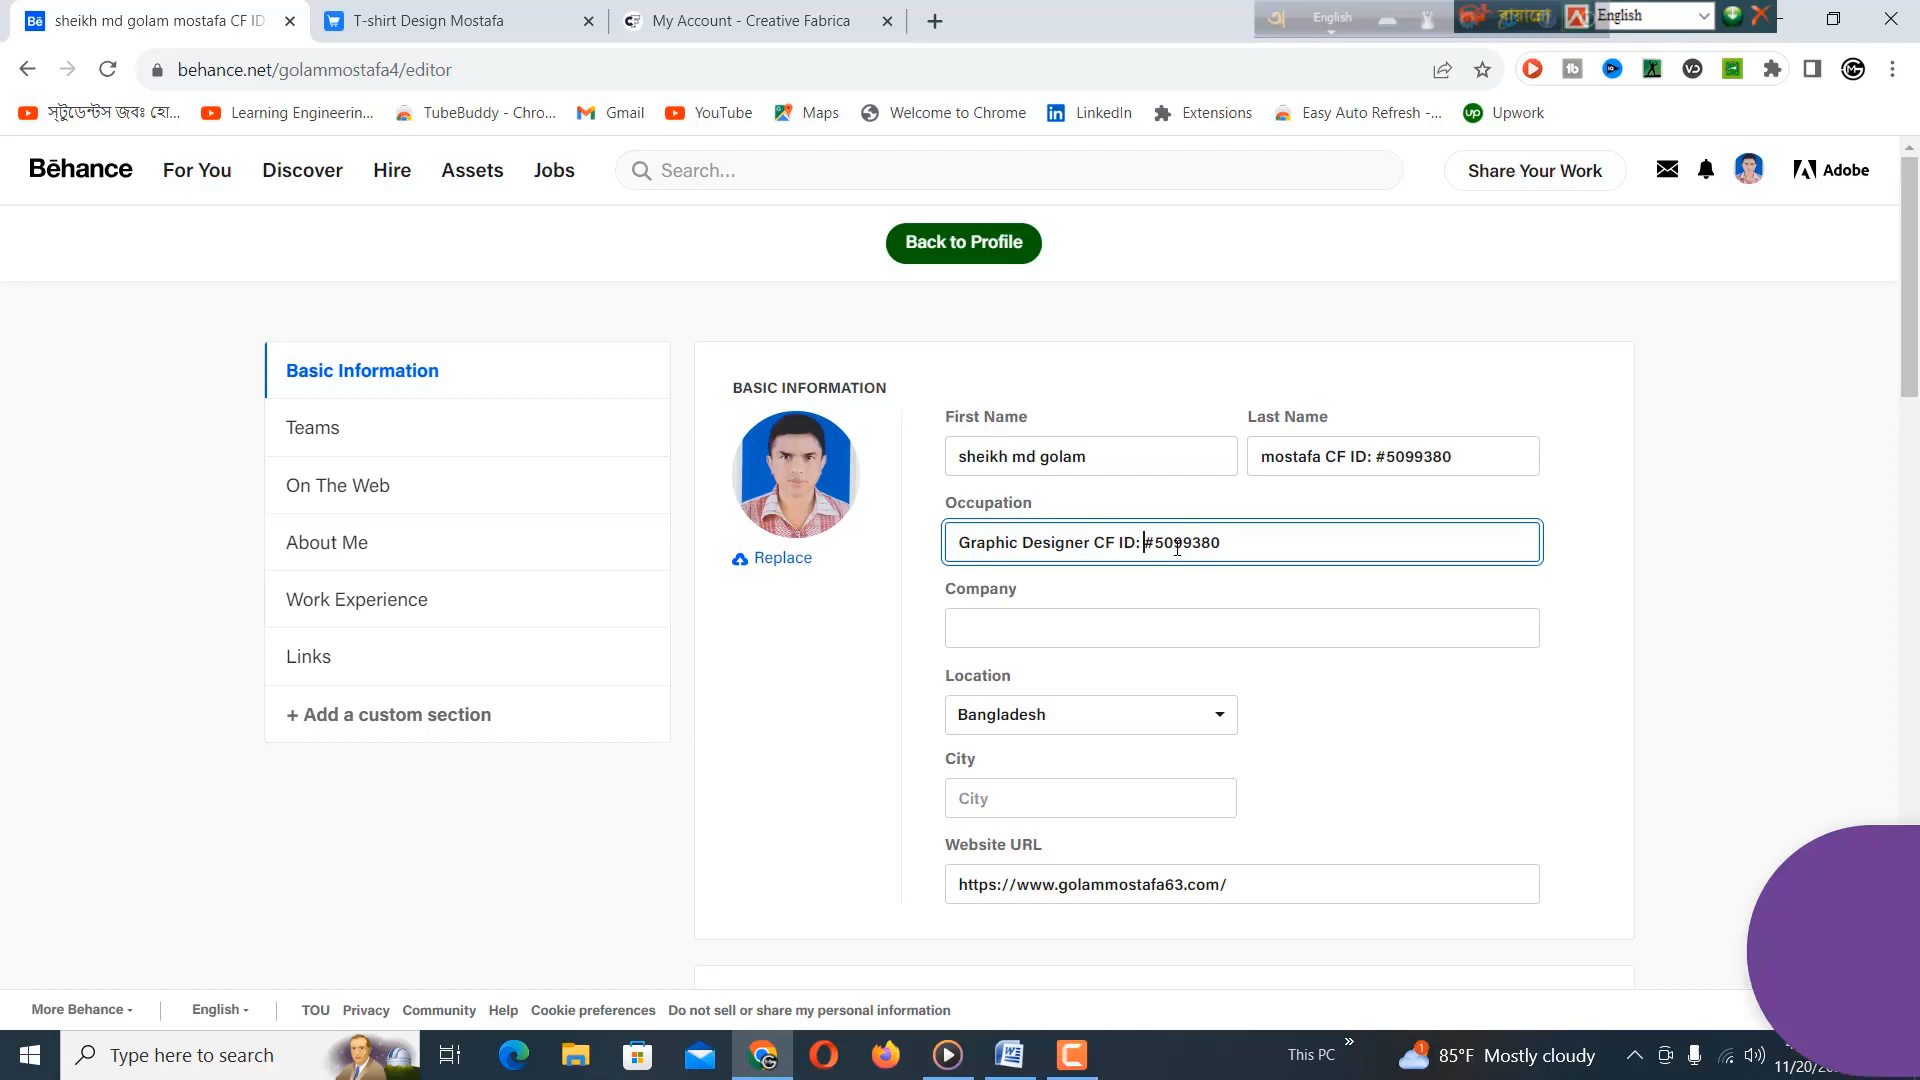 sheikh md golam mostafa CF ID
T-shirt Design Mostafa
My Account - Creative Fabrica
English
English
behance.net/golammostafa4/editor
স্টুডেন্টস জবঃ হো...
Learning Engineerin...
TubeBuddy - Chro...
Gmail
YouTube
Maps
Welcome to Chrome
LinkedIn
Extensions
Easy Auto Refresh -...
Upwork
Bēhance
For You
Discover
Hire
Assets
Jobs
Search...
Share Your Work
Adobe
Back to Profile
Basic Information
Teams
On The Web
About Me
Work Experience
Links
+ Add a custom section
BASIC INFORMATION
Replace
First Name
Last Name
sheikh md golam
mostafa CF ID: #5099380
Occupation
Graphic Designer CF ID: #5099380
Company
Location
Bangladesh
City
City
Website URL
https://www.golammostafa63.com/
More Behance
English
TOU
Privacy
Community
Help
Cookie preferences
Do not sell or share my personal information
Type here to search
This PC
85°F Mostly cloudy